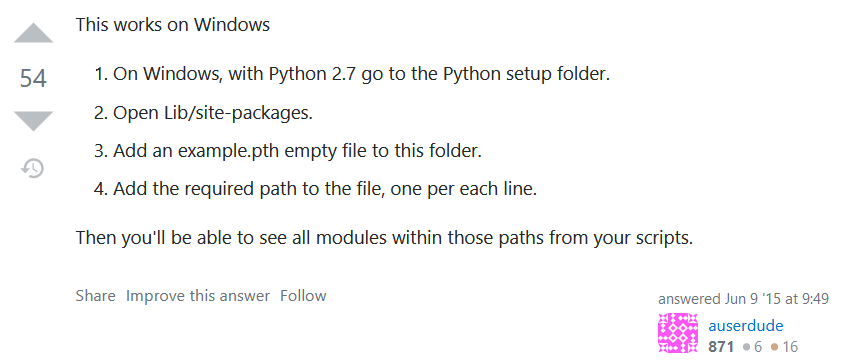 This works on Windows
54
1. On Windows, with Python 2.7 go to the Python setup folder.
2. Open Lib/site-packages.
3. Add an example.pth empty file to this folder.
4. Add the required path to the file, one per each line.
Then you'll be able to see all modules within those paths from your scripts.
Share Improve this answer Follow
answered Jun 9 '15 at 9:49
auserdude
871 6 16